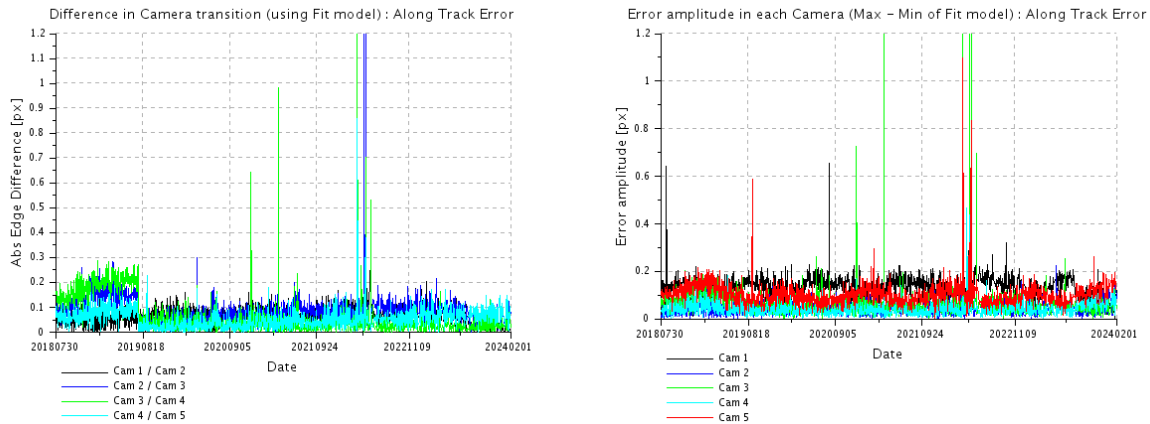 Difference in Camera transition (using Fit model) : Along Track Error
1.2
1.1
1
0.9
0.8
0.7
0.6
0.5
0.4
0.3
0.2
0.1
0
Abs Edge Difference [px]
20180730 20190818 20200905 20210924 20221109 20240201
Date
Cam 1 / Cam 2
Cam 2 / Cam 3
Cam 3 / Cam 4
Cam 4 / Cam 5
Error amplitude in each Camera (Max – Min of Fit model) : Along Track Error
1.2
1
0.8
0.6
0.4
0.2
0
Error amplitude [px]
20180730 20190818 20200905 20210924 20221109 20240201
Date
Cam 1
Cam 2
Cam 3
Cam 4
Cam 5